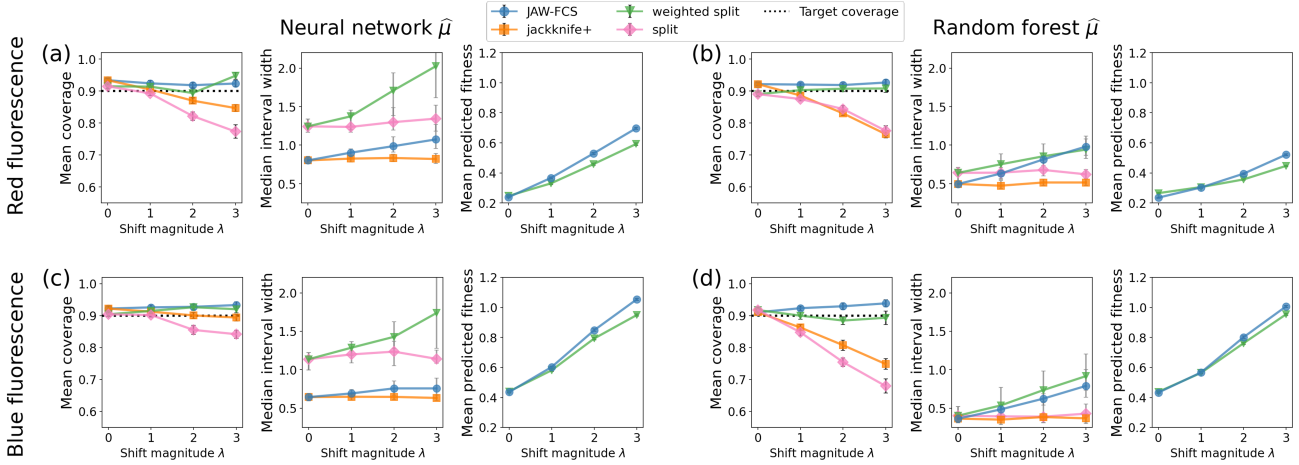 Neural network μ̂
JAW-FCS
jackknife+
weighted split
split
Target coverage
Random forest μ̂
Red fluorescence
(a)
Mean coverage
1.0
0.9
0.8
0.7
0.6
0 1 2 3
Shift magnitude λ
Median interval width
2.0
1.5
1.0
0.5
0 1 2 3
Shift magnitude λ
Mean predicted fitness
1.2
1.0
0.8
0.6
0.4
0.2
0 1 2 3
Shift magnitude λ
(b)
Mean coverage
1.0
0.9
0.8
0.7
0.6
0 1 2 3
Shift magnitude λ
Median interval width
2.0
1.5
1.0
0.5
0 1 2 3
Shift magnitude λ
Mean predicted fitness
1.2
1.0
0.8
0.6
0.4
0.2
0 1 2 3
Shift magnitude λ
Blue fluorescence
(c)
Mean coverage
1.0
0.9
0.8
0.7
0.6
0 1 2 3
Shift magnitude λ
Median interval width
2.0
1.5
1.0
0.5
0 1 2 3
Shift magnitude λ
Mean predicted fitness
1.2
1.0
0.8
0.6
0.4
0.2
0 1 2 3
Shift magnitude λ
(d)
Mean coverage
1.0
0.9
0.8
0.7
0.6
0 1 2 3
Shift magnitude λ
Median interval width
2.0
1.5
1.0
0.5
0 1 2 3
Shift magnitude λ
Mean predicted fitness
1.2
1.0
0.8
0.6
0.4
0.2
0 1 2 3
Shift magnitude λ